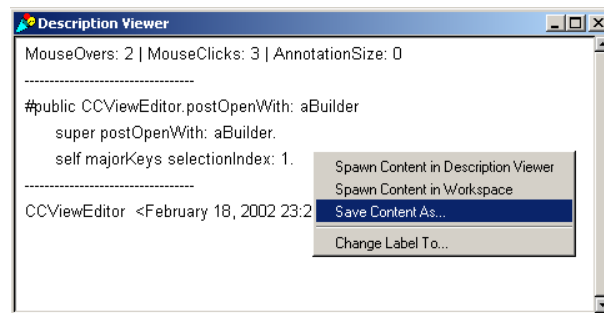 Description Viewer
MouseOvers: 2 | MouseClicks: 3 | AnnotationSize: 0
----------------------------------
#public CCViewEditor.postOpenWith: aBuilder
super postOpenWith: aBuilder.
self majorKeys selectionIndex: 1.
----------------------------------
CCViewEditor <February 18, 2002 23:2
Spawn Content in Description Viewer
Spawn Content in Workspace
Save Content As...
Change Label To...